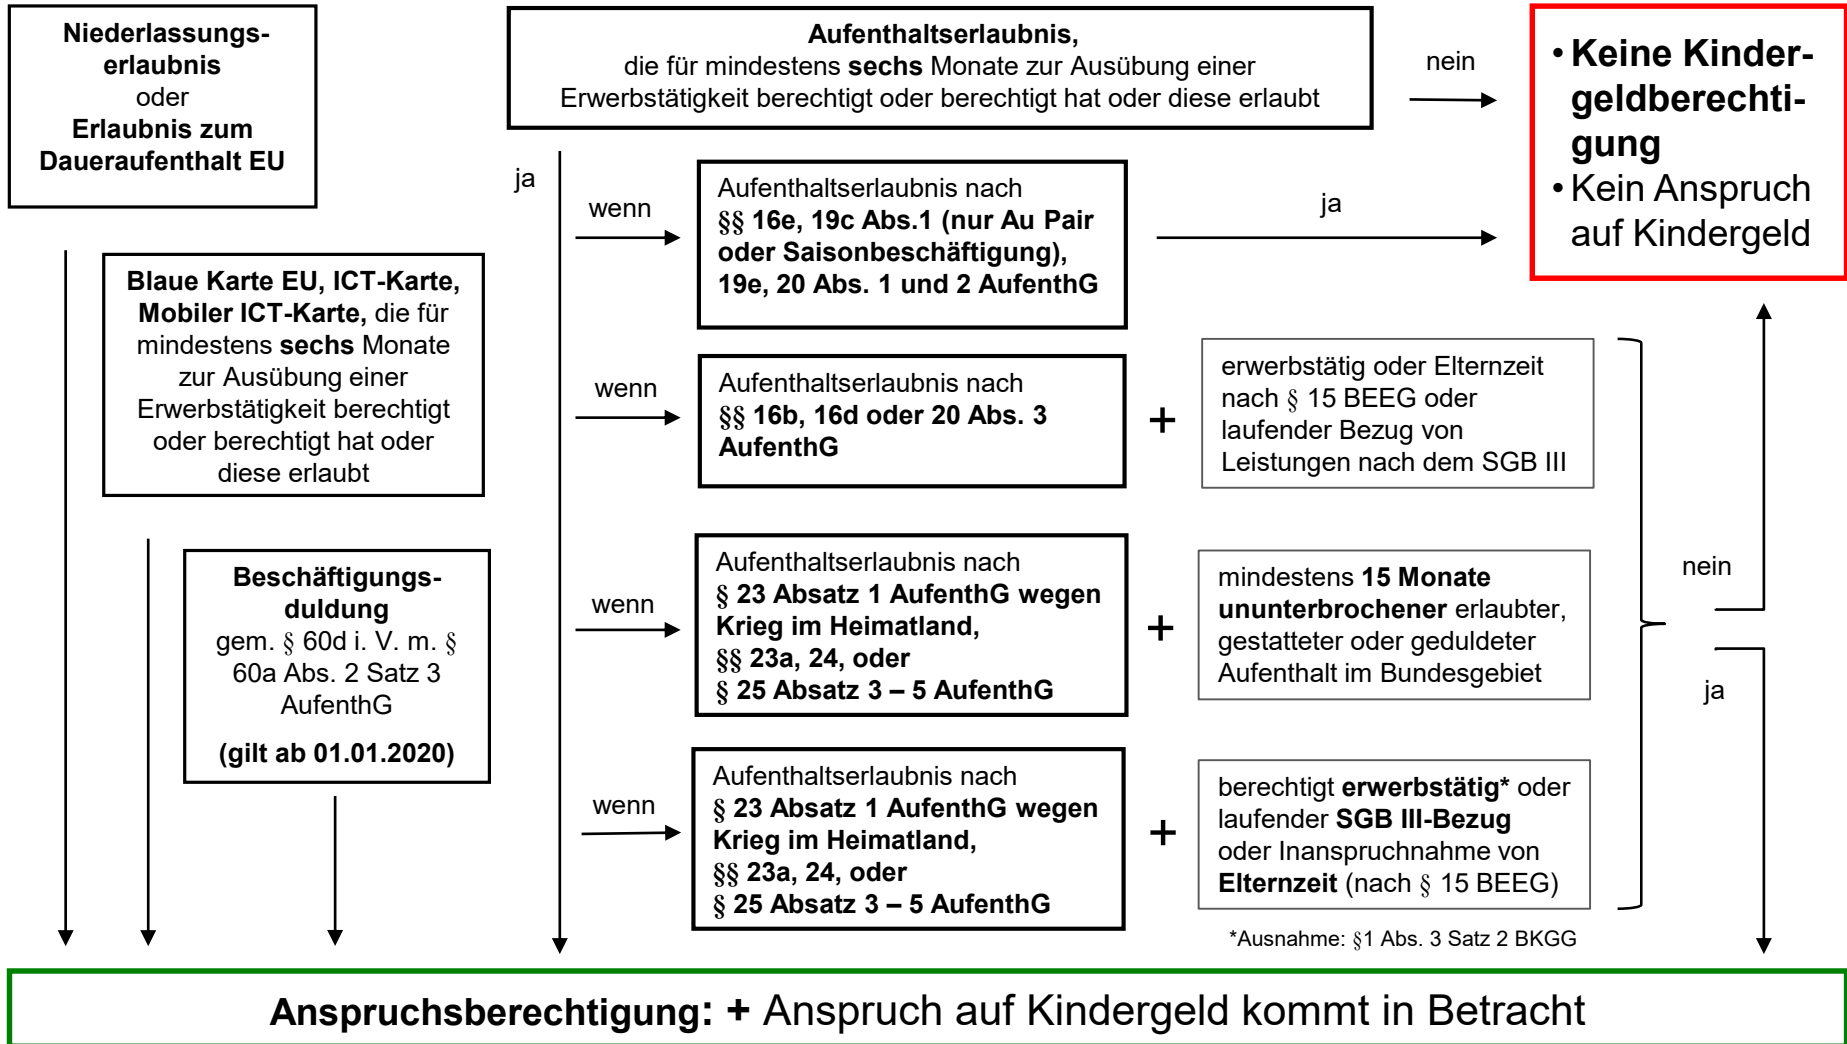 Niederlassungs-
erlaubnis
oder
Erlaubnis zum
Daueraufenthalt EU
Aufenthaltserlaubnis,
die für mindestens sechs Monate zur Ausübung einer
Erwerbstätigkeit berechtigt oder berechtigt hat oder diese erlaubt
nein
• Keine Kinder-
geldberechti-
gung
• Kein Anspruch
auf Kindergeld
ja
wenn
Aufenthaltserlaubnis nach
§§ 16e, 19c Abs.1 (nur Au Pair
oder Saisonbeschäftigung),
19e, 20 Abs. 1 und 2 AufenthG
ja
Blaue Karte EU, ICT-Karte,
Mobiler ICT-Karte, die für
mindestens sechs Monate
zur Ausübung einer
Erwerbstätigkeit berechtigt
oder berechtigt hat oder
diese erlaubt
wenn
Aufenthaltserlaubnis nach
§§ 16b, 16d oder 20 Abs. 3
AufenthG
+
erwerbstätig oder Elternzeit
nach § 15 BEEG oder
laufender Bezug von
Leistungen nach dem SGB III
Beschäftigungs-
duldung
gem. § 60d i. V. m. §
60a Abs. 2 Satz 3
AufenthG
(gilt ab 01.01.2020)
wenn
Aufenthaltserlaubnis nach
§ 23 Absatz 1 AufenthG wegen
Krieg im Heimatland,
§§ 23a, 24, oder
§ 25 Absatz 3 – 5 AufenthG
+
mindestens 15 Monate
ununterbrochener erlaubter,
gestatteter oder geduldeter
Aufenthalt im Bundesgebiet
nein
ja
wenn
Aufenthaltserlaubnis nach
§ 23 Absatz 1 AufenthG wegen
Krieg im Heimatland,
§§ 23a, 24, oder
§ 25 Absatz 3 – 5 AufenthG
+
berechtigt erwerbstätig* oder
laufender SGB III-Bezug
oder Inanspruchnahme von
Elternzeit (nach § 15 BEEG)
*Ausnahme: §1 Abs. 3 Satz 2 BKGG
Anspruchsberechtigung: + Anspruch auf Kindergeld kommt in Betracht